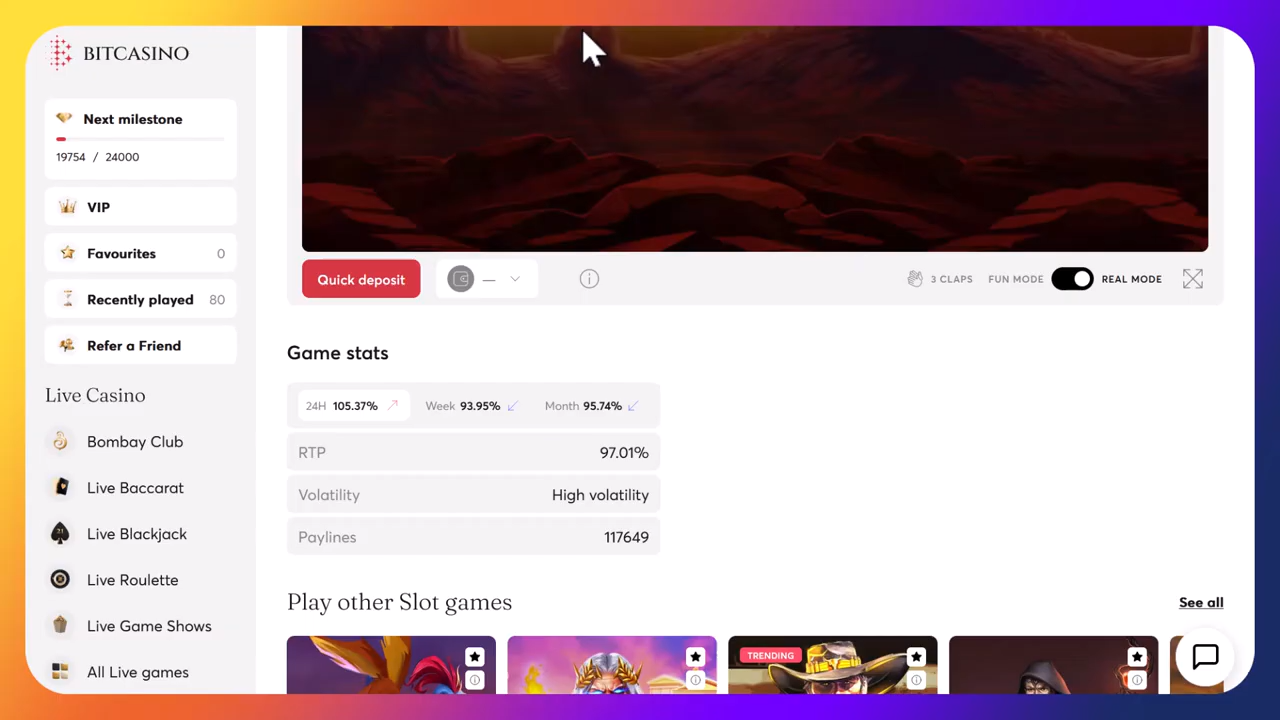 BITCASINO
Next milestone
19754 / 24000
VIP
Favourites 0
Recently played 80
Refer a Friend
Live Casino
Bombay Club
Live Baccarat
Live Blackjack
Live Roulette
Live Game Shows
All Live games
Quick deposit
—
3 CLAPS FUN MODE REAL MODE
Game stats
24H 105.37% Week 93.95% Month 95.74%
RTP 97.01%
Volatility High volatility
Paylines 117649
Play other Slot games
See all
TRENDING